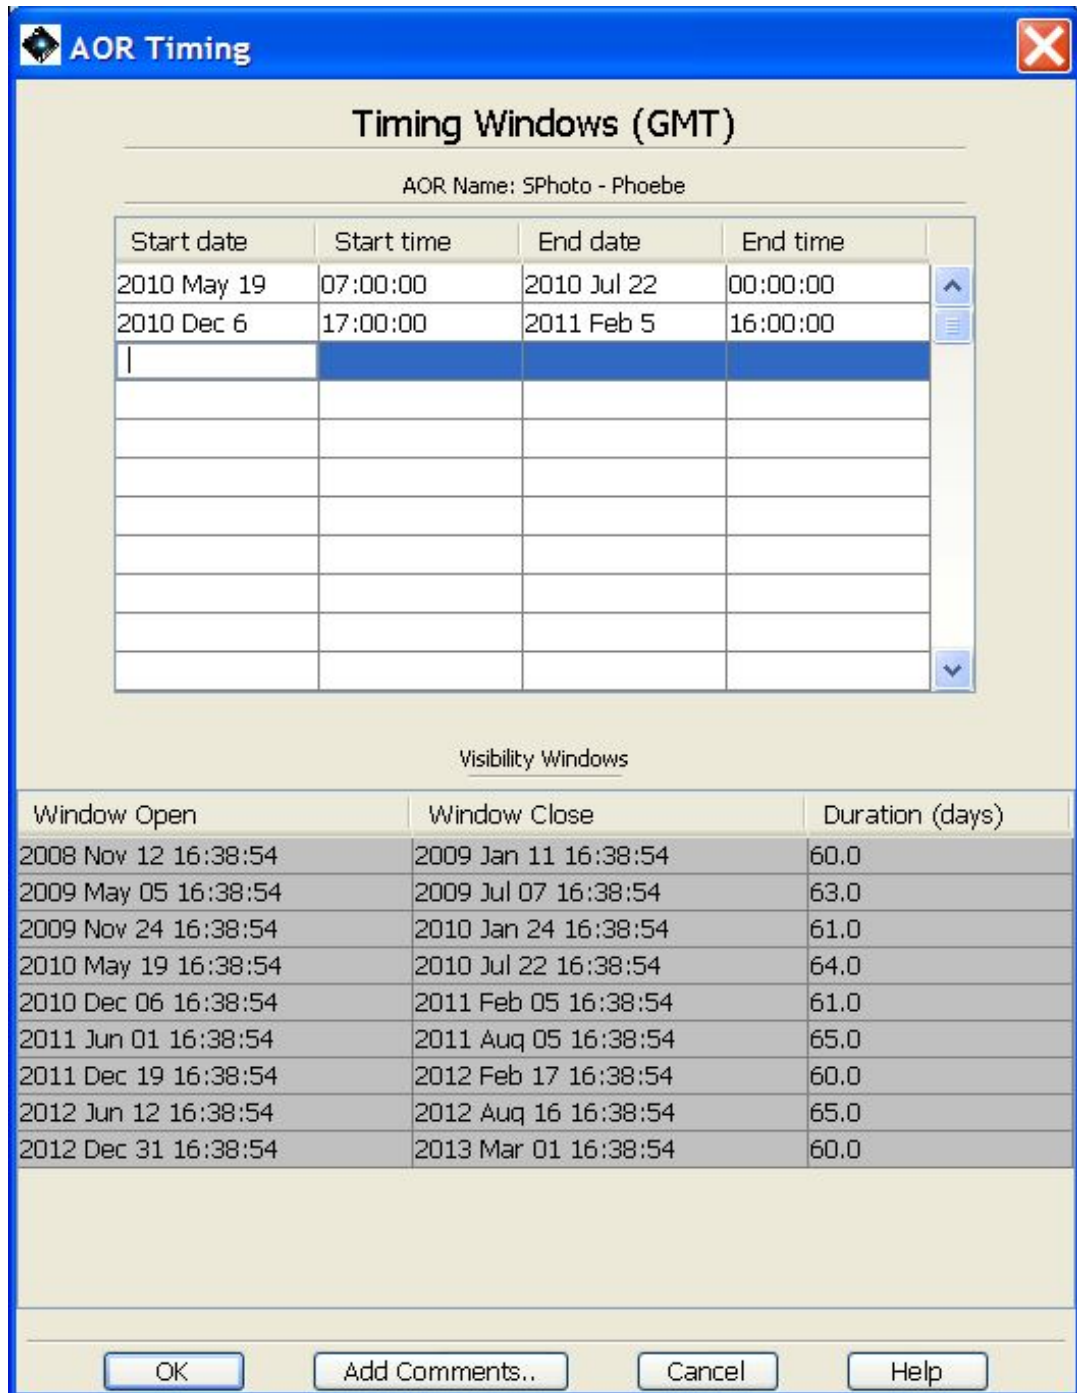 AOR Timing
Timing Windows (GMT)
AOR Name: SPhoto - Phoebe
Start date Start time End date End time
2010 May 19 07:00:00 2010 Jul 22 00:00:00
2010 Dec 6 17:00:00 2011 Feb 5 16:00:00
Visibility Windows
Window Open Window Close Duration (days)
2008 Nov 12 16:38:54 2009 Jan 11 16:38:54 60.0
2009 May 05 16:38:54 2009 Jul 07 16:38:54 63.0
2009 Nov 24 16:38:54 2010 Jan 24 16:38:54 61.0
2010 May 19 16:38:54 2010 Jul 22 16:38:54 64.0
2010 Dec 06 16:38:54 2011 Feb 05 16:38:54 61.0
2011 Jun 01 16:38:54 2011 Aug 05 16:38:54 65.0
2011 Dec 19 16:38:54 2012 Feb 17 16:38:54 60.0
2012 Jun 12 16:38:54 2012 Aug 16 16:38:54 65.0
2012 Dec 31 16:38:54 2013 Mar 01 16:38:54 60.0
OK Add Comments.. Cancel Help